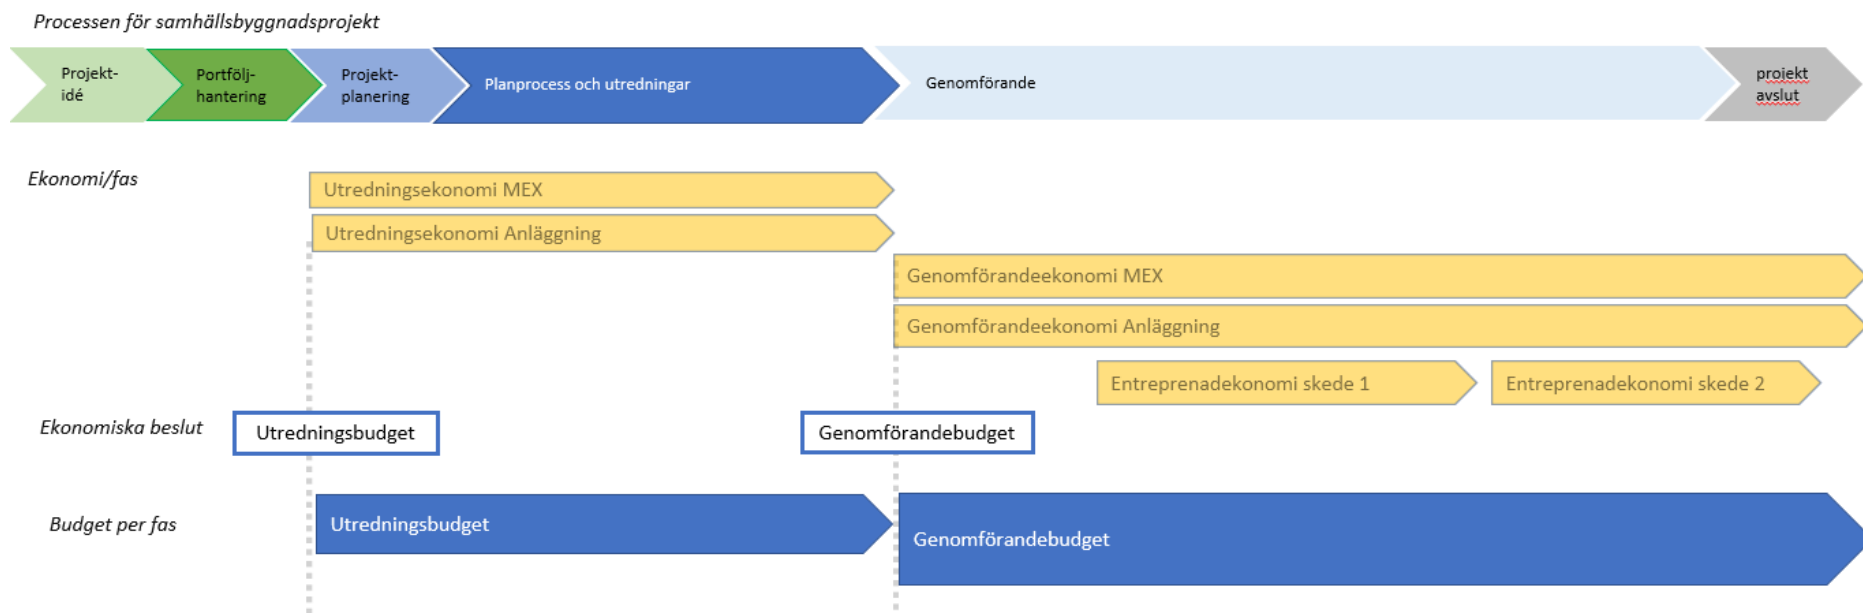 Processen för samhällsbyggnadsprojekt
Projekt-
idé
Portfölj-
hantering
Projekt-
planering
Planprocess och utredningar
Genomförande
projekt
avslut
Ekonomi/fas
Utredningsekonomi MEX
Utredningsekonomi Anläggning
Genomförandeekonomi MEX
Genomförandeekonomi Anläggning
Entreprenadekonomi skede 1
Entreprenadekonomi skede 2
Ekonomiska beslut
Utredningsbudget
Genomförandebudget
Budget per fas
Utredningsbudget
Genomförandebudget